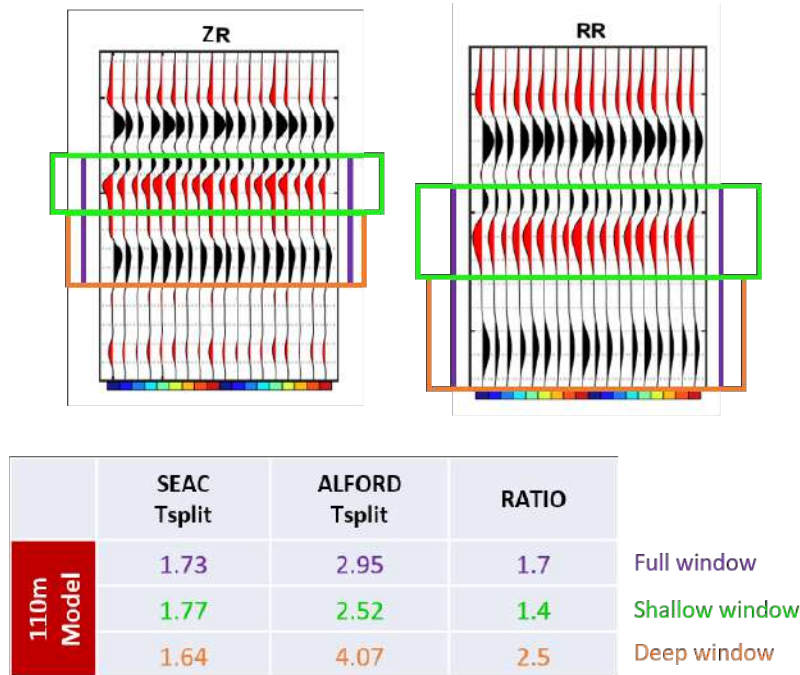 ZR
RR
SEAC
Tsplit
ALFORD
Tsplit
RATIO
110m
Model
1.73
2.95
1.7
Full window
1.77
2.52
1.4
Shallow window
1.64
4.07
2.5
Deep window